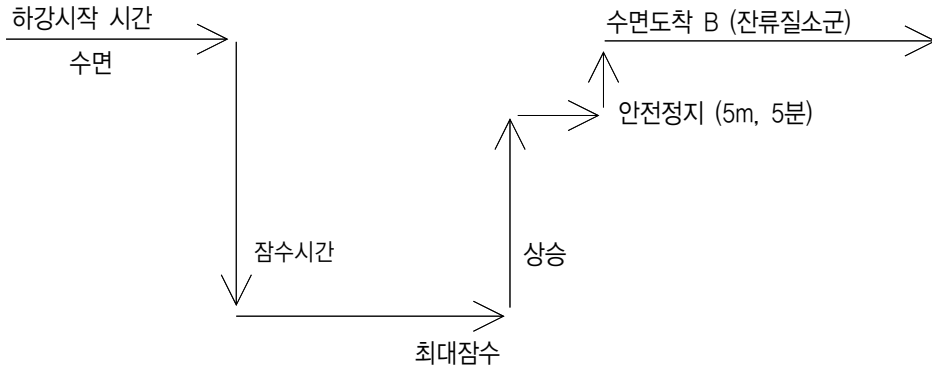 하강시작 시간
수면도착 B (잔류질소군)
수면
안전정지 (5m, 5분)
잠수시간
상승
최대잠수